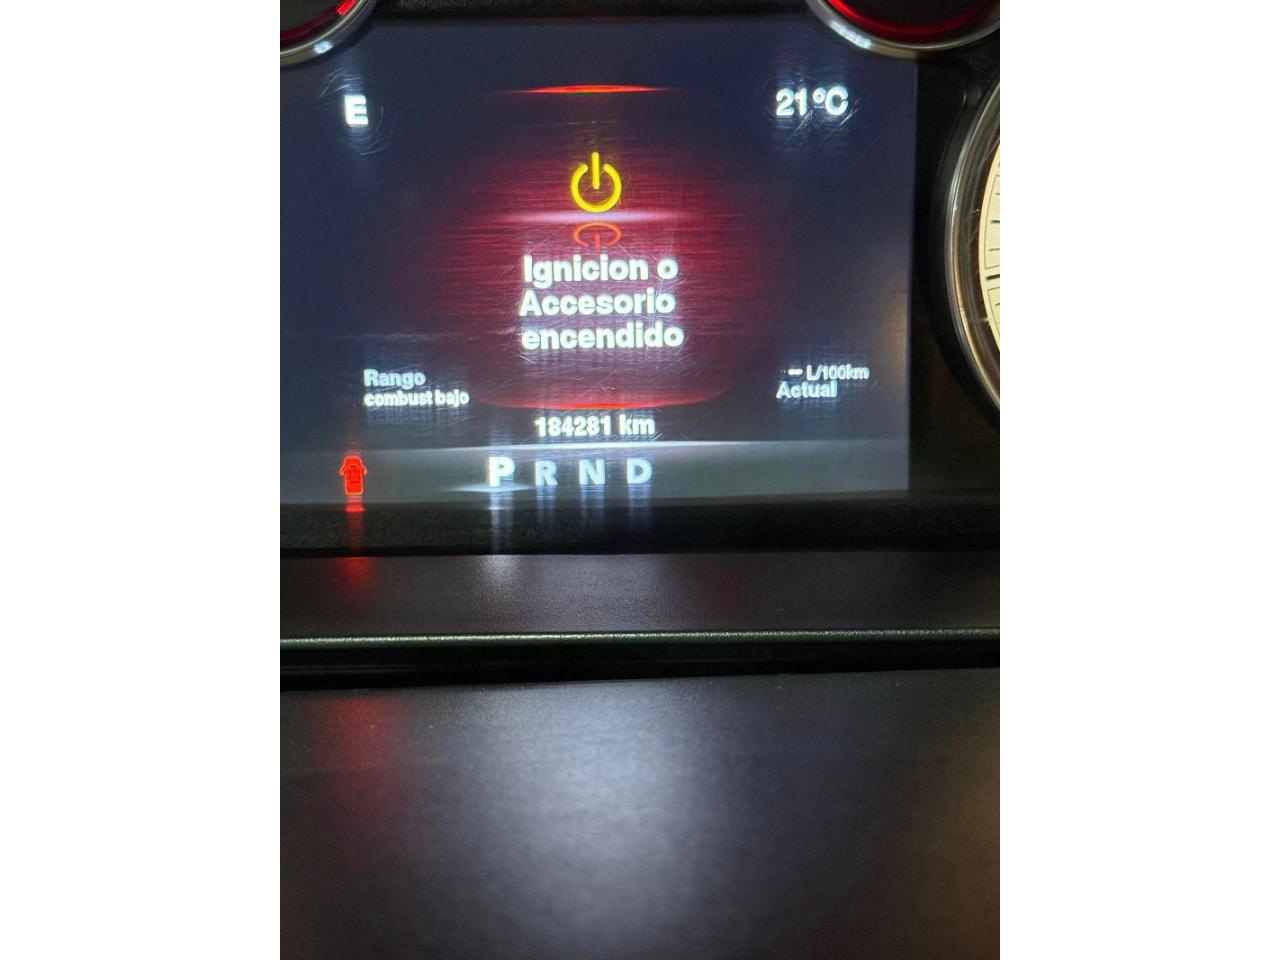 E
21°C
Ignicion o
Accesorio
encendido
Rango
combust bajo
-- L/100km
Actual
184281 km
P R N D